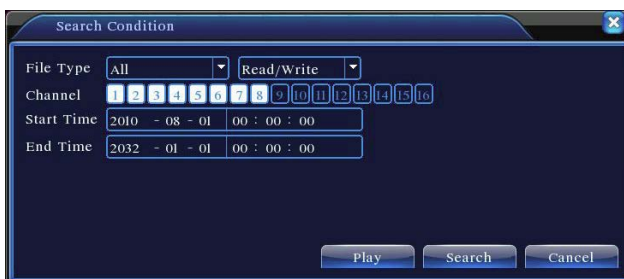 Search Condition
File Type All Read/Write
Channel 1 2 3 4 5 6 7 8 9 10 11 12 13 14 15 16
Start Time 2010 - 08 - 01 00 : 00 : 00
End Time 2032 - 01 - 01 00 : 00 : 00
Play Search Cancel